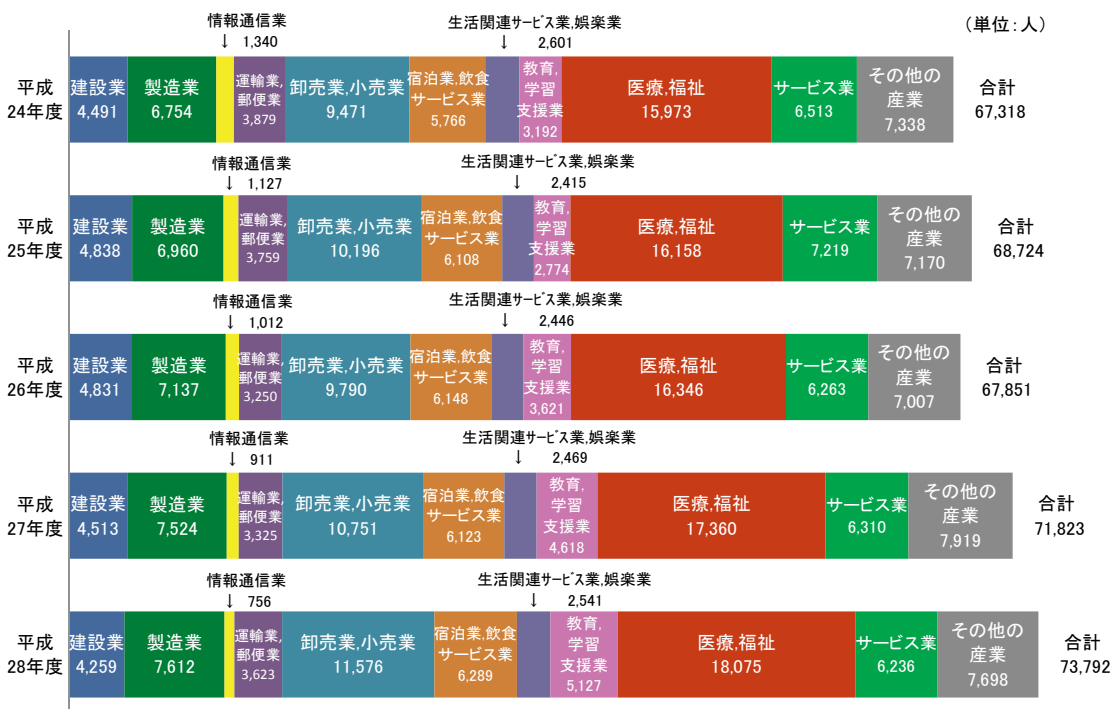 (単位:人)
情報通信業
↓ 1,340
生活関連サービス業,娯楽業
↓ 2,601
平成
24年度
建設業
4,491
製造業
6,754
運輸業,
郵便業
3,879
卸売業,小売業
9,471
宿泊業,飲食
サービス業
5,766
教育,
学習
支援業
3,192
医療,福祉
15,973
サービス業
6,513
その他の
産業
7,338
合計
67,318
情報通信業
↓ 1,127
生活関連サービス業,娯楽業
↓ 2,415
平成
25年度
建設業
4,838
製造業
6,960
運輸業,
郵便業
3,759
卸売業,小売業
10,196
宿泊業,飲食
サービス業
6,108
教育,
学習
支援業
2,774
医療,福祉
16,158
サービス業
7,219
その他の
産業
7,170
合計
68,724
情報通信業
↓ 1,012
生活関連サービス業,娯楽業
↓ 2,446
平成
26年度
建設業
4,831
製造業
7,137
運輸業,
郵便業
3,250
卸売業,小売業
9,790
宿泊業,飲食
サービス業
6,148
教育,
学習
支援業
3,621
医療,福祉
16,346
サービス業
6,263
その他の
産業
7,007
合計
67,851
情報通信業
↓ 911
生活関連サービス業,娯楽業
↓ 2,469
平成
27年度
建設業
4,513
製造業
7,524
運輸業,
郵便業
3,325
卸売業,小売業
10,751
宿泊業,飲食
サービス業
6,123
教育,
学習
支援業
4,618
医療,福祉
17,360
サービス業
6,310
その他の
産業
7,919
合計
71,823
情報通信業
↓ 756
生活関連サービス業,娯楽業
↓ 2,541
平成
28年度
建設業
4,259
製造業
7,612
運輸業,
郵便業
3,623
卸売業,小売業
11,576
宿泊業,飲食
サービス業
6,289
教育,
学習
支援業
5,127
医療,福祉
18,075
サービス業
6,236
その他の
産業
7,698
合計
73,792